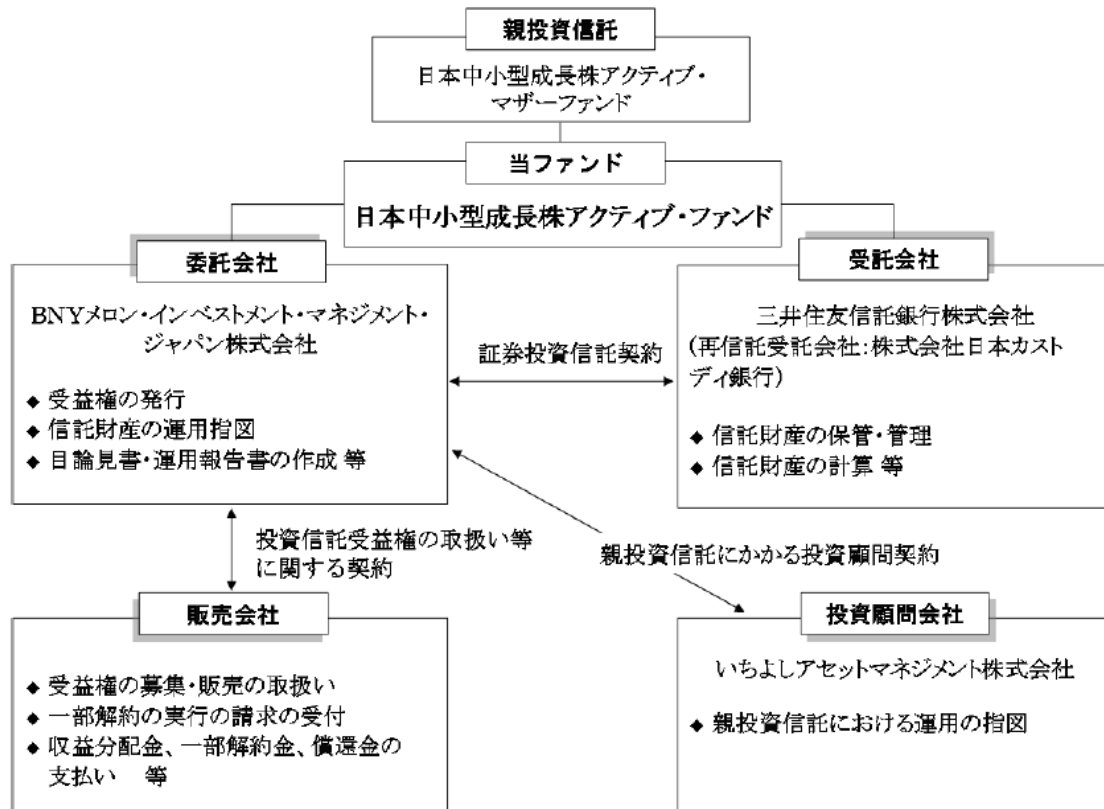 親投資信託
日本中小型成長株アクティブ・
マザーファンド
当ファンド
日本中小型成長株アクティブ・ファンド
委託会社
BNYメロン・インベストメント・マネジメント・
ジャパン株式会社
◆ 受益権の発行
◆ 信託財産の運用指図
◆ 目論見書・運用報告書の作成 等
証券投資信託契約
受託会社
三井住友信託銀行株式会社
(再信託受託会社:株式会社日本カスト
ディ銀行)
◆ 信託財産の保管・管理
◆ 信託財産の計算 等
投資信託受益権の取扱い等
に関する契約
親投資信託にかかる投資顧問契約
販売会社
◆ 受益権の募集・販売の取扱い
◆ 一部解約の実行の請求の受付
◆ 収益分配金、一部解約金、償還金の
支払い 等
投資顧問会社
いちよしアセットマネジメント株式会社
◆ 親投資信託における運用の指図